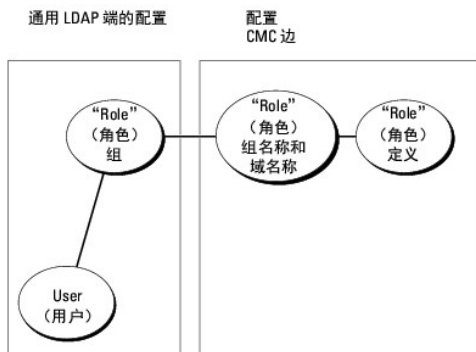 通用 LDAP 端的配置
配置
CMC 边
“Role”
（角色）
组
“Role”
（角色）
组名称和
域名称
“Role”
（角色）
定义
User
（用户）